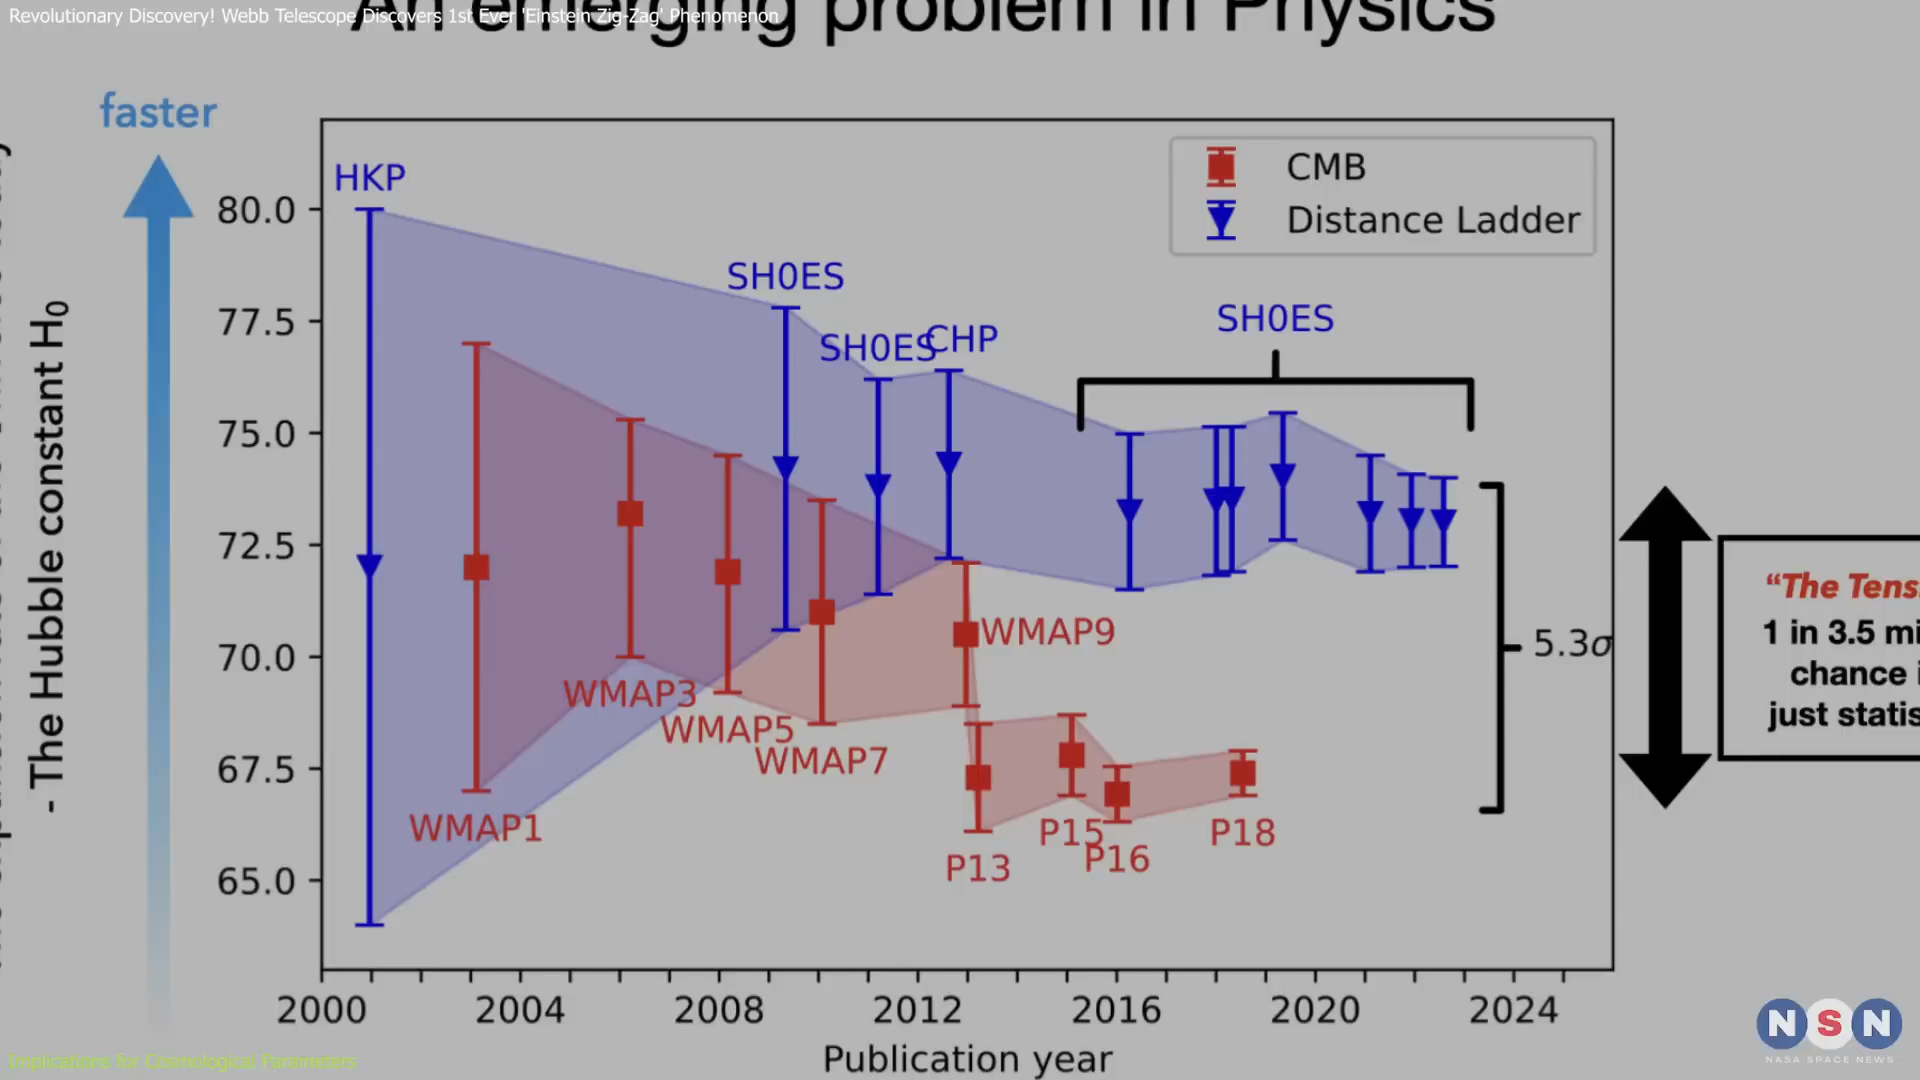 Revolutionary Discovery! Webb Telescope Discovers 1st Ever 'Einstein Zig-Zag' Phenomenon
An emerging problem in Physics
faster
- The Hubble constant H0
80.0
77.5
75.0
72.5
70.0
67.5
65.0
HKP
SH0ES
SH0ES
CHP
SH0ES
CMB
Distance Ladder
WMAP1
WMAP3
WMAP5
WMAP7
WMAP9
P13
P15
P16
P18
5.3σ
“The Tens
1 in 3.5 mi
chance i
just statis
2000 2004 2008 2012 2016 2020 2024
Publication year
Implications for Cosmological Parameters
NSN
NASA SPACE NEWS